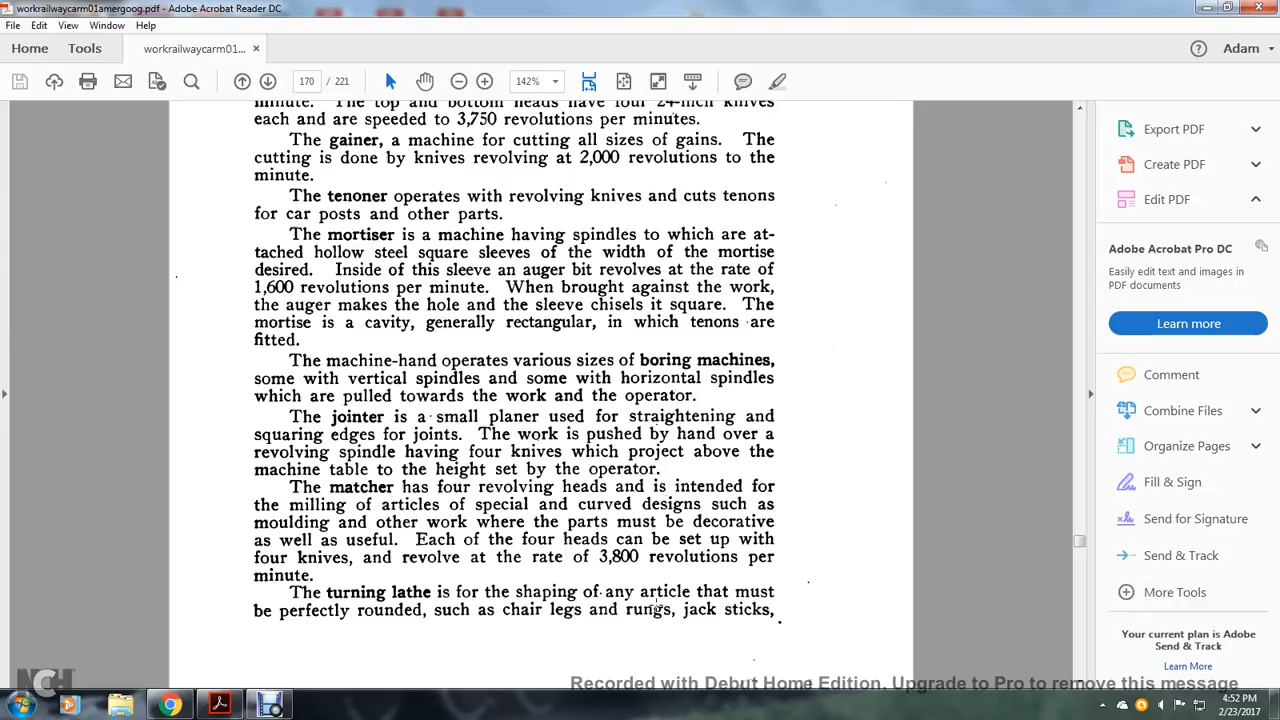 workrailwaycarm01amergoog.pdf - Adobe Acrobat Reader DC
File Edit View Window Help
Home Tools workrailwaycarm01... × Adam
170 / 221 142%
minute. The top and bottom heads have four 24-inch knives
each and are speeded to 3,750 revolutions per minutes.
The gainer, a machine for cutting all sizes of gains. The
cutting is done by knives revolving at 2,000 revolutions to the
minute.
The tenoner operates with revolving knives and cuts tenons
for car posts and other parts.
The mortiser is a machine having spindles to which are at-
tached hollow steel square sleeves of the width of the mortise
desired. Inside of this sleeve an auger bit revolves at the rate of
1,600 revolutions per minute. When brought against the work,
the auger makes the hole and the sleeve chisels it square. The
mortise is a cavity, generally rectangular, in which tenons are
fitted.
The machine-hand operates various sizes of boring machines,
some with vertical spindles and some with horizontal spindles
which are pulled towards the work and the operator.
The jointer is a small planer used for straightening and
squaring edges for joints. The work is pushed by hand over a
revolving spindle having four knives which project above the
machine table to the height set by the operator.
The matcher has four revolving heads and is intended for
the milling of articles of special and curved designs such as
moulding and other work where the parts must be decorative
as well as useful. Each of the four heads can be set up with
four knives, and revolve at the rate of 3,800 revolutions per
minute.
The turning lathe is for the shaping of any article that must
be perfectly rounded, such as chair legs and rungs, jack sticks,
Export PDF
Create PDF
Edit PDF
Adobe Acrobat Pro DC
Easily edit text and images in
PDF documents
Learn more
Comment
Combine Files
Organize Pages
Fill & Sign
Send for Signature
Send & Track
More Tools
Your current plan is Adobe
Send & Track
Learn More
NCH
Recorded with Debut Home Edition. Upgrade to Pro to remove this message
4:52 PM
2/23/2017